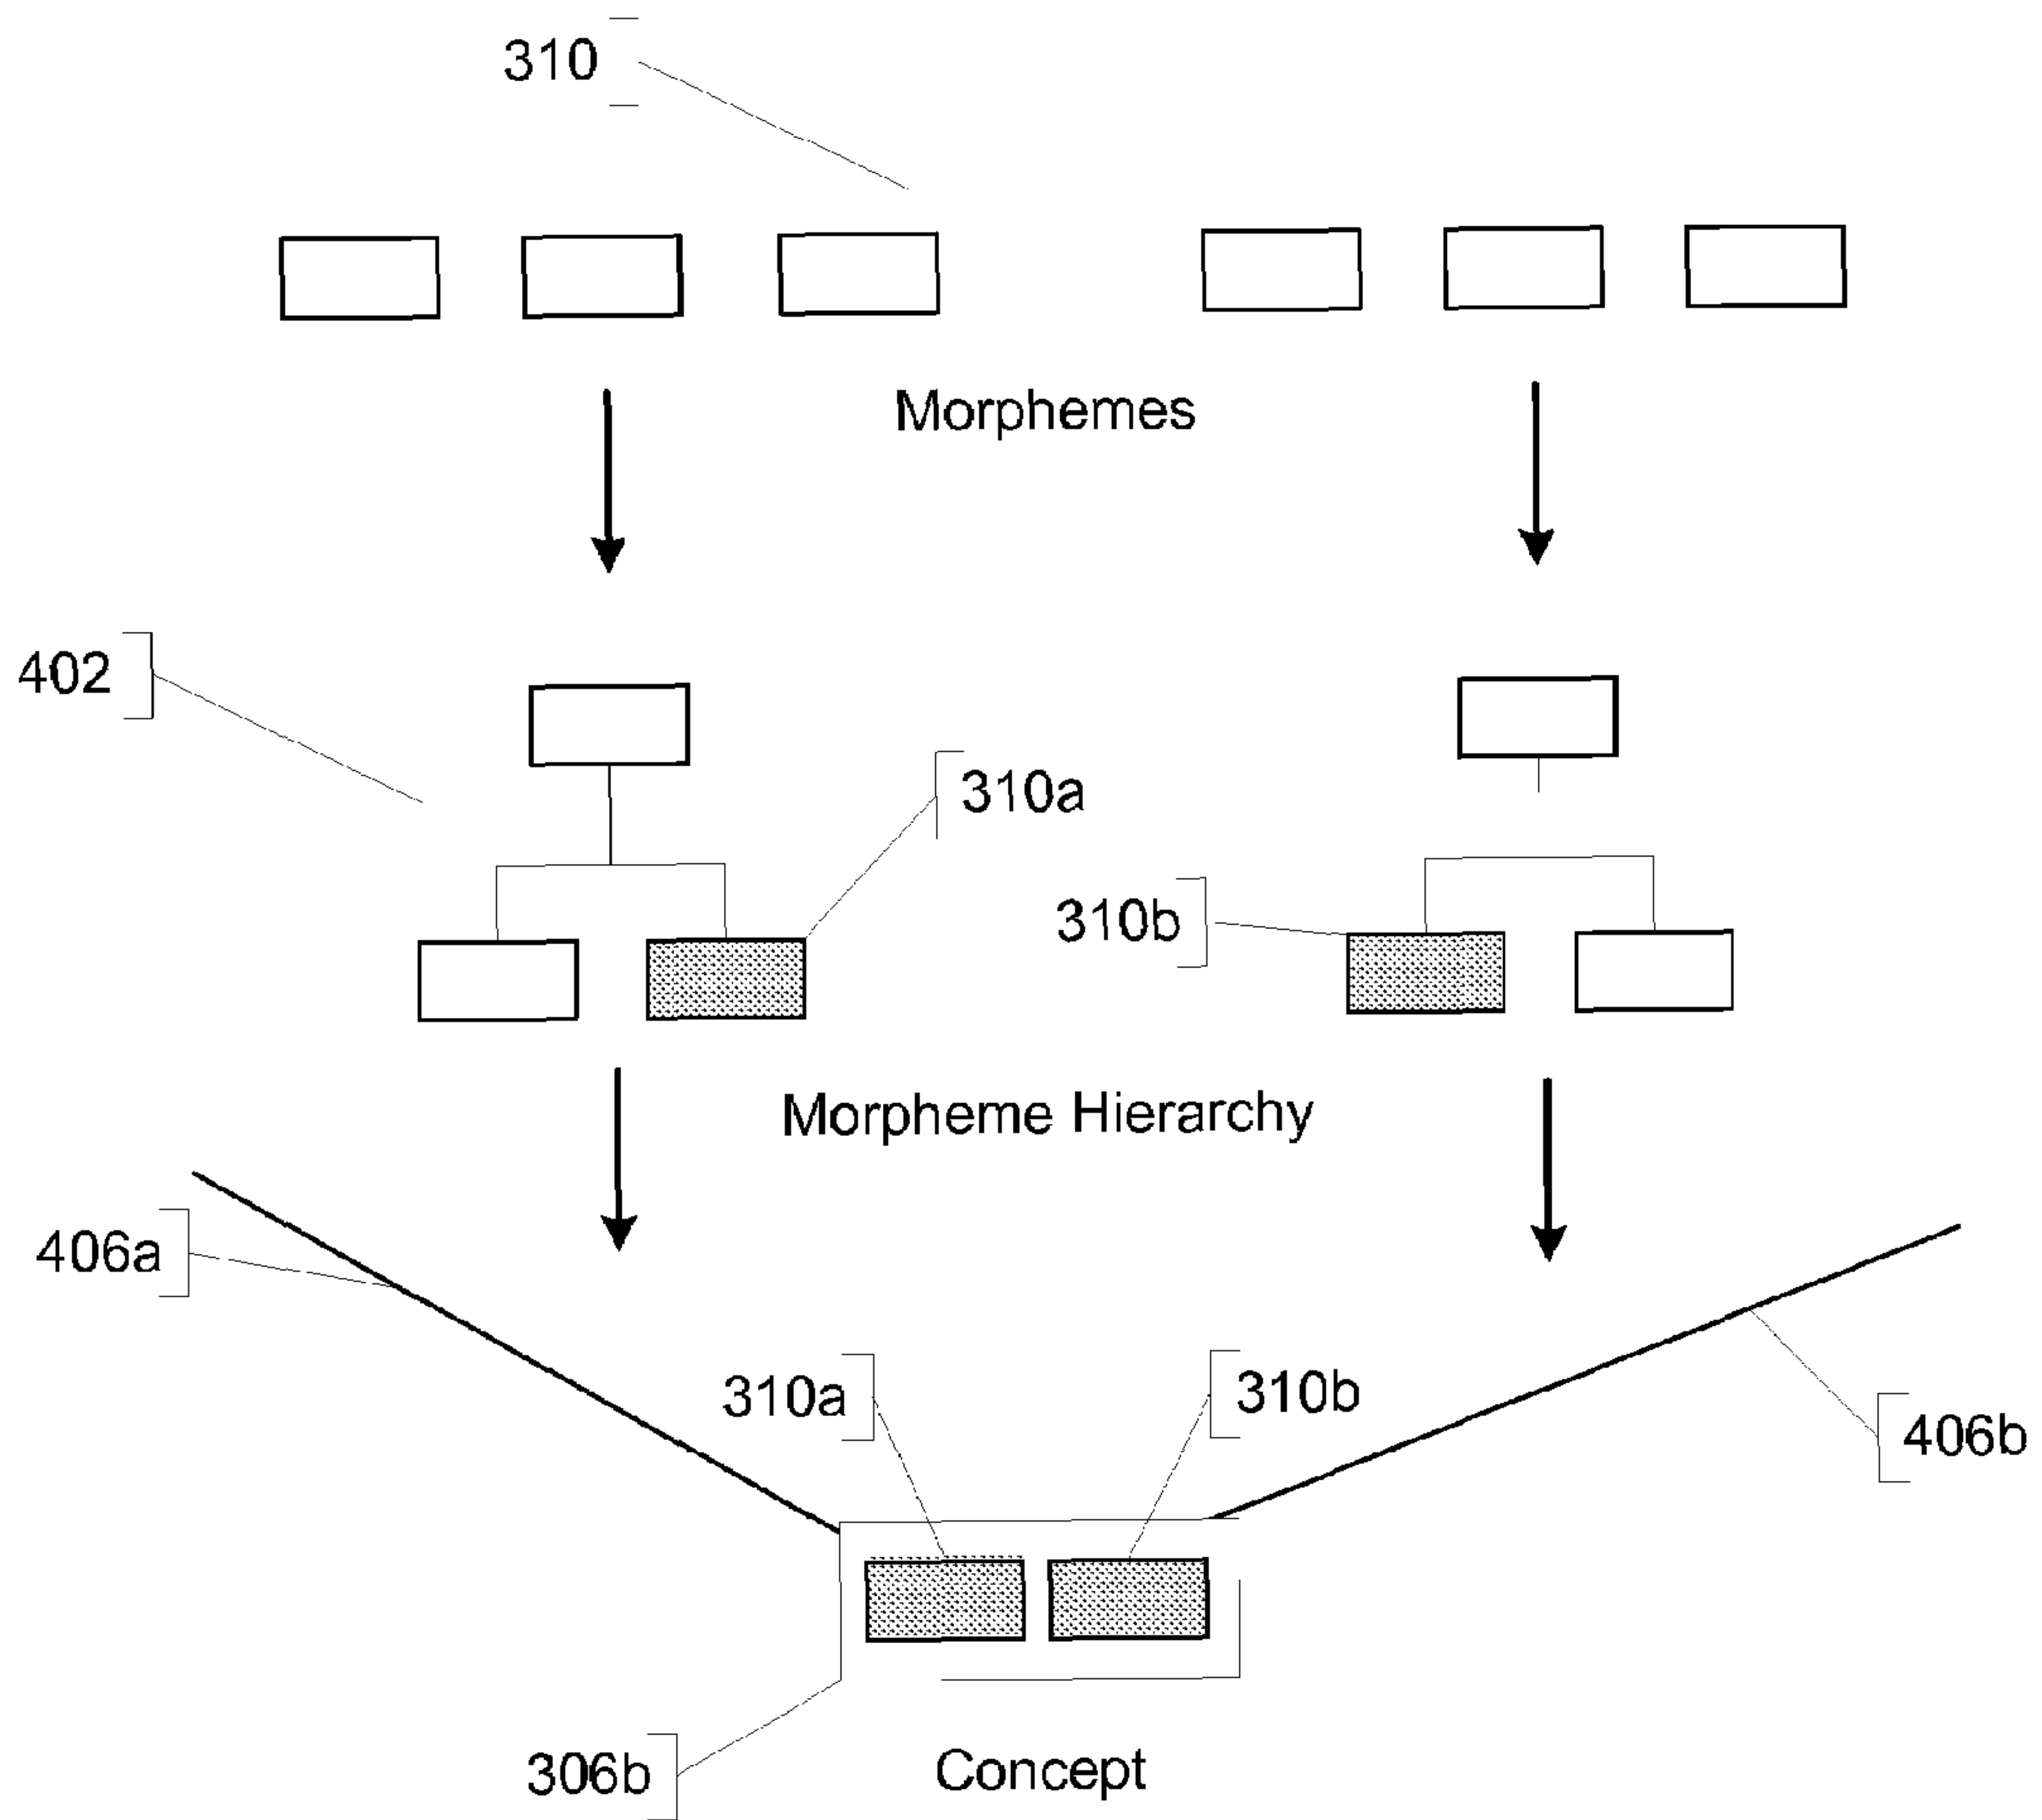 310
Morphemes
402
310a
310b
Morpheme Hierarchy
406a
310a
310b
406b
306b
Concept